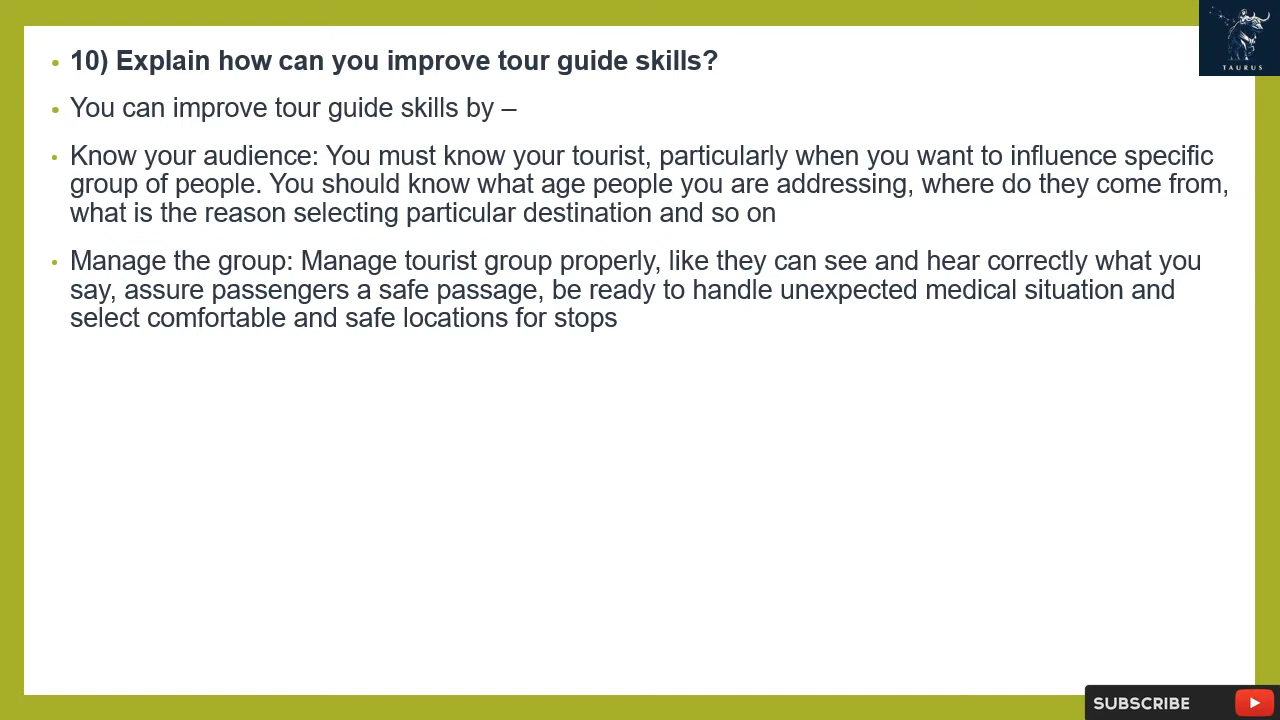 10) Explain how can you improve tour guide skills?
You can improve tour guide skills by –
Know your audience: You must know your tourist, particularly when you want to influence specific
group of people. You should know what age people you are addressing, where do they come from,
what is the reason selecting particular destination and so on
Manage the group: Manage tourist group properly, like they can see and hear correctly what you
say, assure passengers a safe passage, be ready to handle unexpected medical situation and
select comfortable and safe locations for stops
TAURUS
SUBSCRIBE